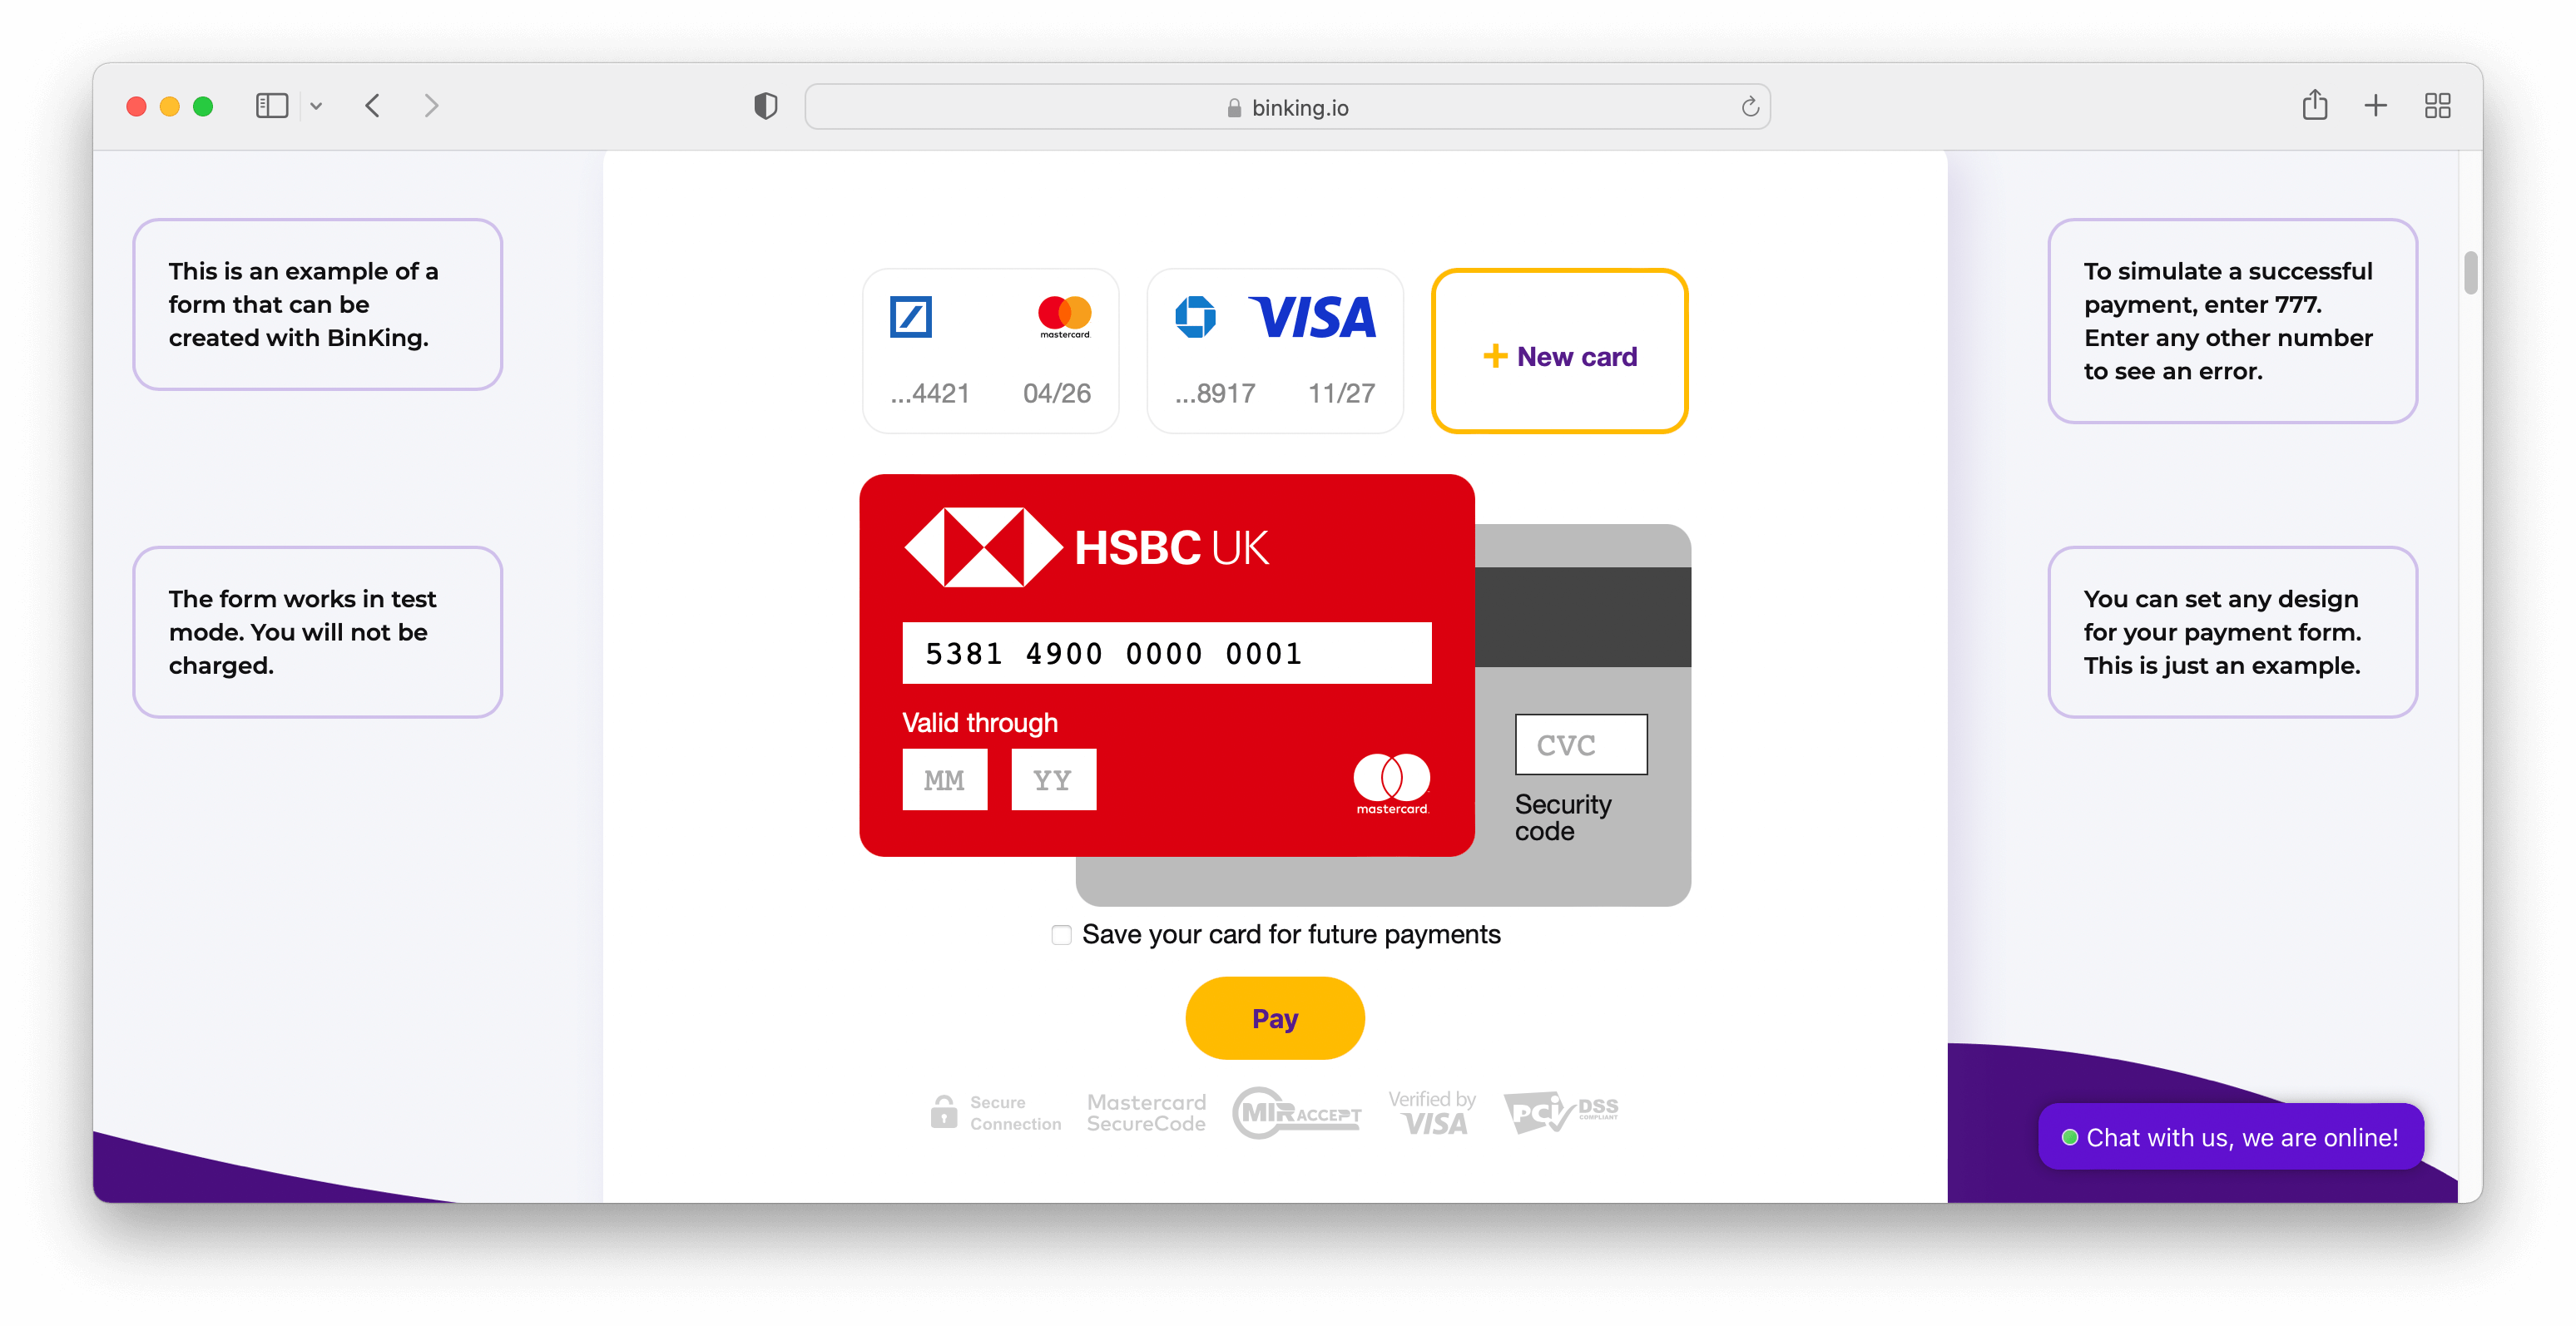 binking.io
This is an example of a
form that can be
created with BinKing.
The form works in test
mode. You will not be
charged.
mastercard.
...4421 04/26
VISA
...8917 11/27
+ New card
HSBC UK
5381 4900 0000 0001
Valid through
MM YY
mastercard.
CVC
Security
code
Save your card for future payments
Pay
Secure
Connection
Mastercard
SecureCode
MIR ACCEPT
Verified by
VISA
PCI DSS
COMPLIANT
To simulate a successful
payment, enter 777.
Enter any other number
to see an error.
You can set any design
for your payment form.
This is just an example.
Chat with us, we are online!